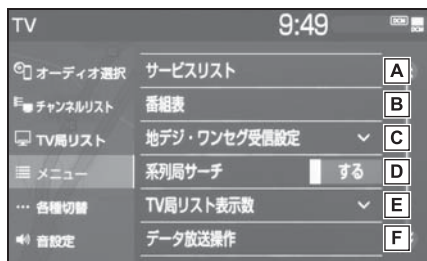 TV 9:49 DCM DCM
オーディオ選択
チャンネルリスト
TV局リスト
メニュー
各種切替
音設定
サービスリスト A
番組表 B
地デジ・ワンセグ受信設定 C
系列局サーチ する D
TV局リスト表示数 E
データ放送操作 F